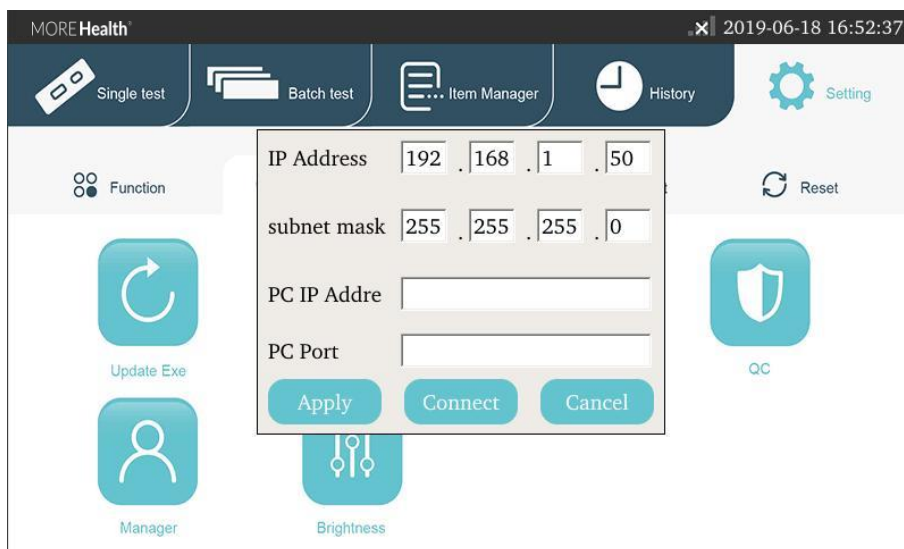 MOREHealth®
2019-06-18 16:52:37
Single test
Batch test
Item Manager
History
Setting
Function
Reset
IP Address 192 . 168 . 1 . 50
subnet mask 255 . 255 . 255 . 0
PC IP Addre
PC Port
Apply Connect Cancel
Update Exe
QC
Manager
Brightness